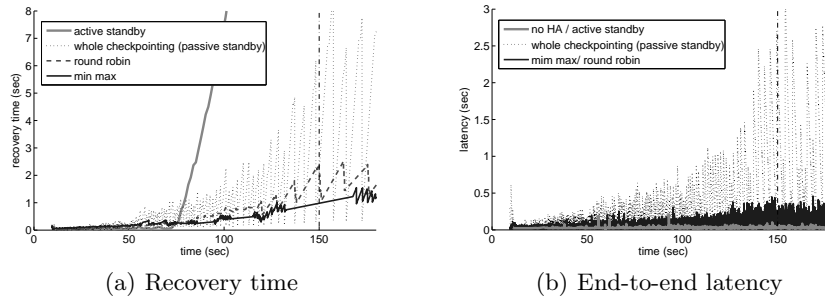 8
7
6
5
4
3
2
1
0
recovery time (sec)
active standby
whole checkpointing (passive standby)
round robin
min max
0
50
100
150
time (sec)
(a) Recovery time
3
2.5
2
1.5
1
0.5
0
latency (sec)
no HA / active standby
whole checkpointing (passive standby)
mim max/ round robin
0
50
100
150
time (sec)
(b) End-to-end latency